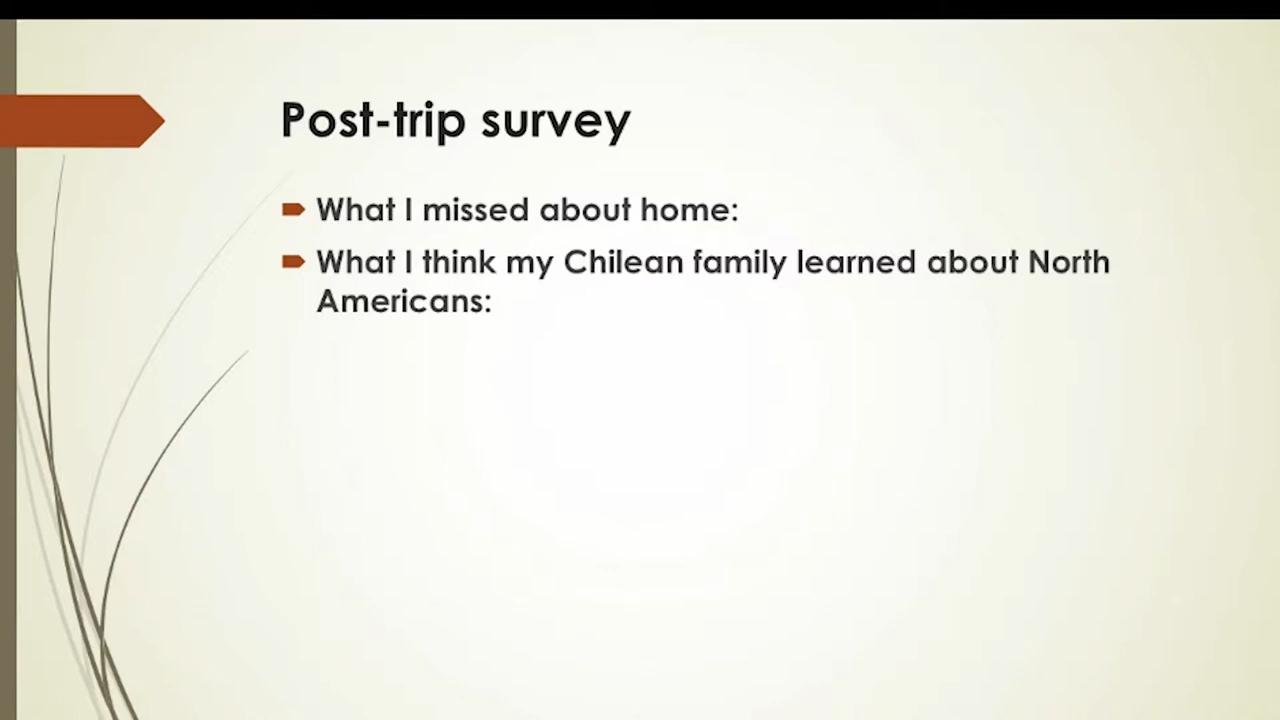 Post-trip survey
What I missed about home:
What I think my Chilean family learned about North
Americans: